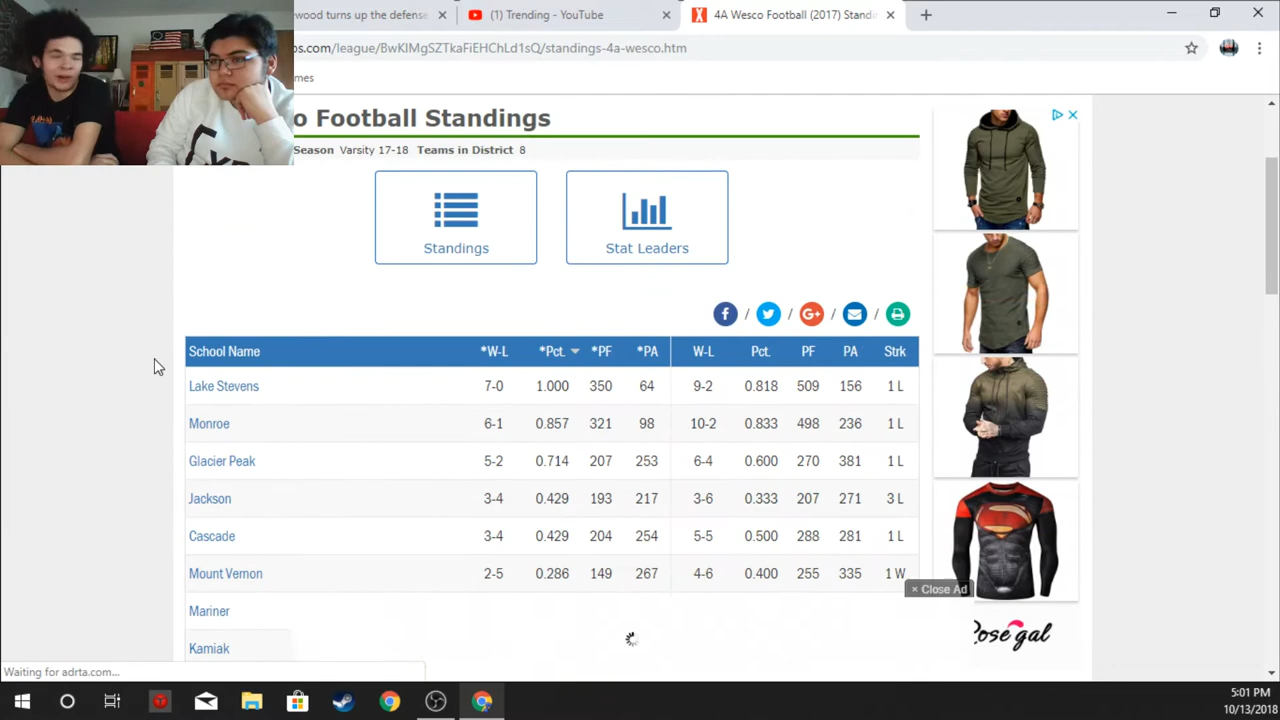 ewood turns up the defense
(1) Trending - YouTube
4A Wesco Football (2017) Standi
os.com/league/BwKlMgSZTkaFiEHChLd1sQ/standings-4a-wesco.htm
mes
o Football Standings
Season Varsity 17-18 Teams in District 8
Standings
Stat Leaders
School Name *W-L *Pct. *PF *PA W-L Pct. PF PA Strk
Lake Stevens 7-0 1.000 350 64 9-2 0.818 509 156 1 L
Monroe 6-1 0.857 321 98 10-2 0.833 498 236 1 L
Glacier Peak 5-2 0.714 207 253 6-4 0.600 270 381 1 L
Jackson 3-4 0.429 193 217 3-6 0.333 207 271 3 L
Cascade 3-4 0.429 204 254 5-5 0.500 288 281 1 L
Mount Vernon 2-5 0.286 149 267 4-6 0.400 255 335 1 W
× Close Ad
Mariner
Kamiak
Rosegal
Waiting for adrta.com...
5:01 PM
10/13/2018